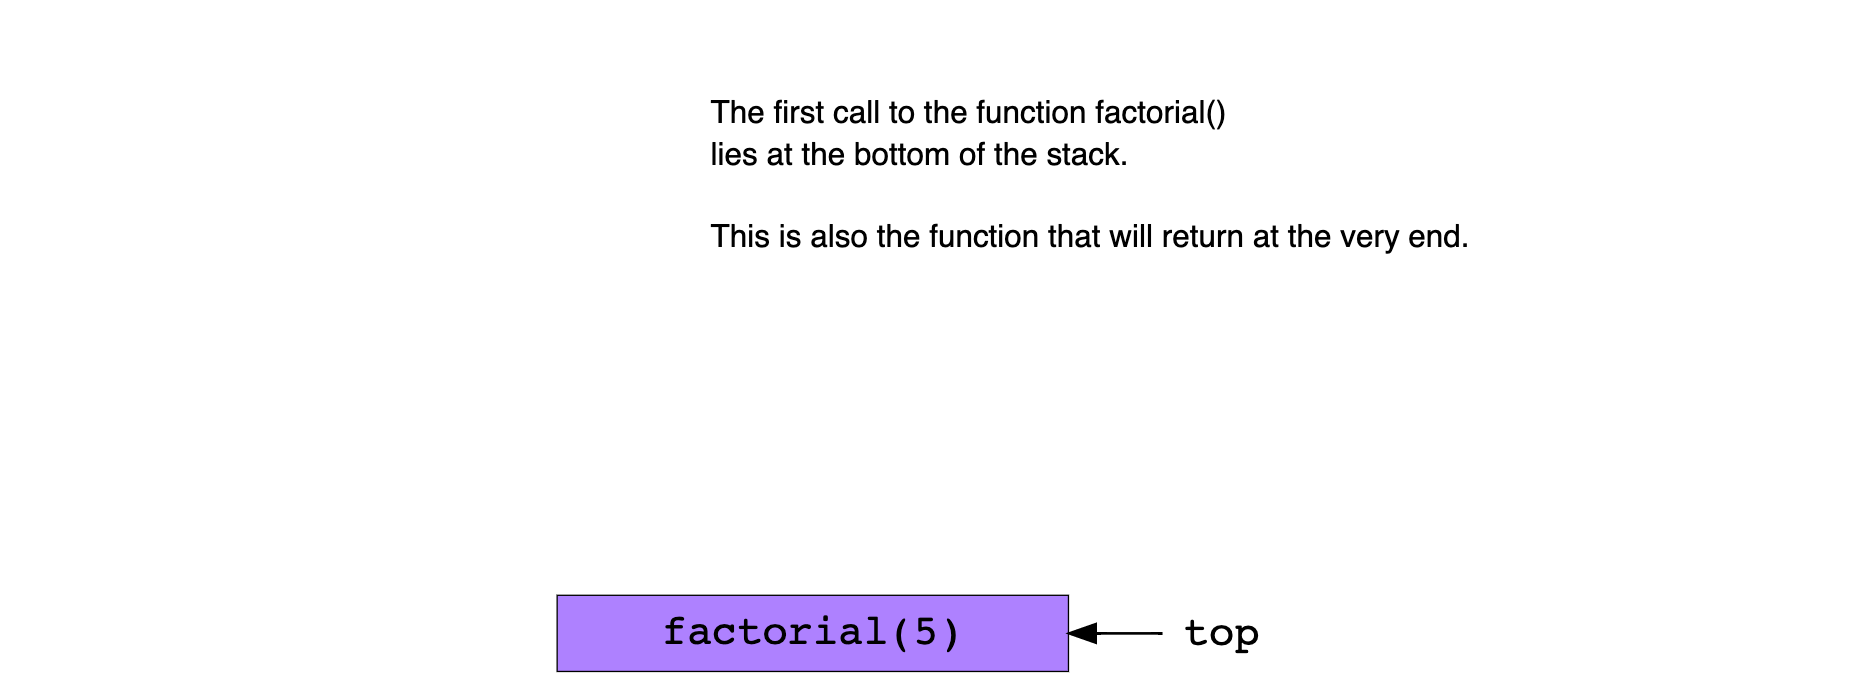 The first call to the function factorial()
lies at the bottom of the stack.
This is also the function that will return at the very end.
factorial(5)
top